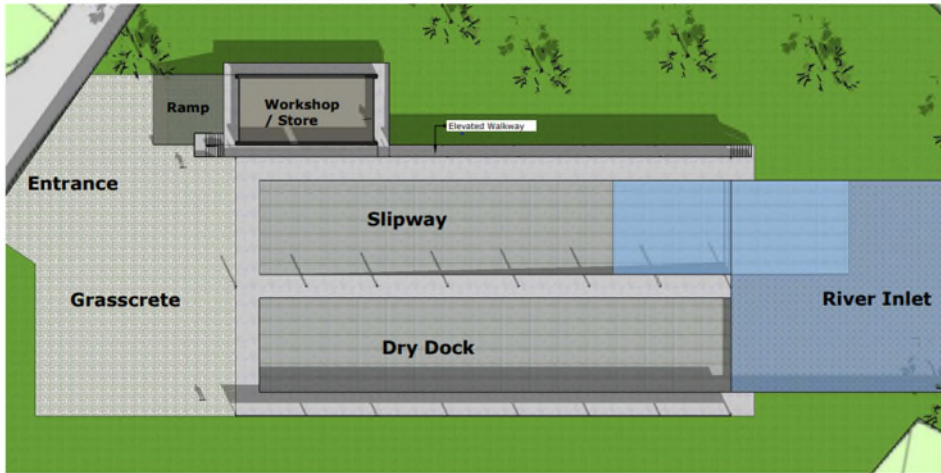 Ramp
Workshop
/ Store
Elevated Walkway
Entrance
Slipway
Grasscrete
River Inlet
Dry Dock